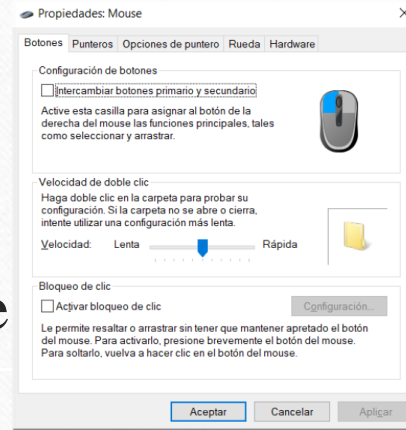 Propiedades: Mouse
Botones Punteros Opciones de puntero Rueda Hardware
Configuración de botones
Intercambiar botones primario y secundario
Active esta casilla para asignar al botón de la
derecha del mouse las funciones principales, tales
como seleccionar y arrastrar.
Velocidad de doble clic
Haga doble clic en la carpeta para probar su
configuración. Si la carpeta no se abre o cierra,
intente utilizar una configuración más lenta.
Velocidad: Lenta Rápida
Bloqueo de clic
e
Activar bloqueo de clic Configuración...
Le permite resaltar o arrastrar sin tener que mantener apretado el botón
del mouse. Para activarlo, presione brevemente el botón del mouse.
Para soltarlo, vuelva a hacer clic en el botón del mouse.
Aceptar Cancelar Aplicar